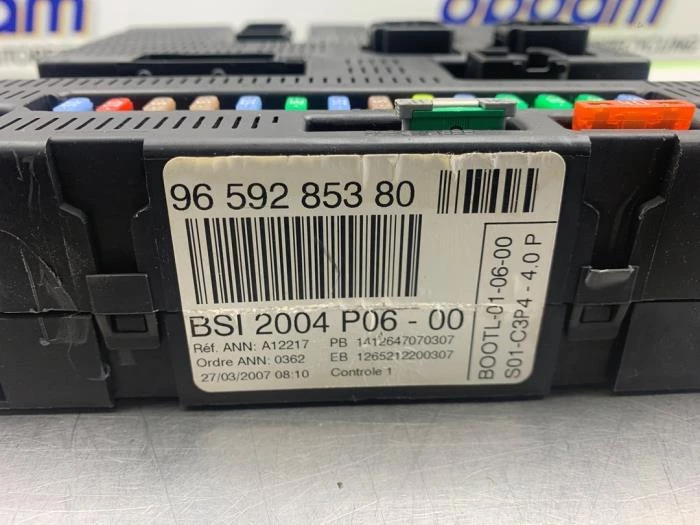 opdam
96 592 853 80
BSI 2004 P06 - 00
Réf. ANN: A12217 PB 1412647070307
Ordre ANN: 0362 EB 1265212200307
27/03/2007 08:10 Controle 1
BOOTL-01-06-00
S01-C3P4 - 4.0 P